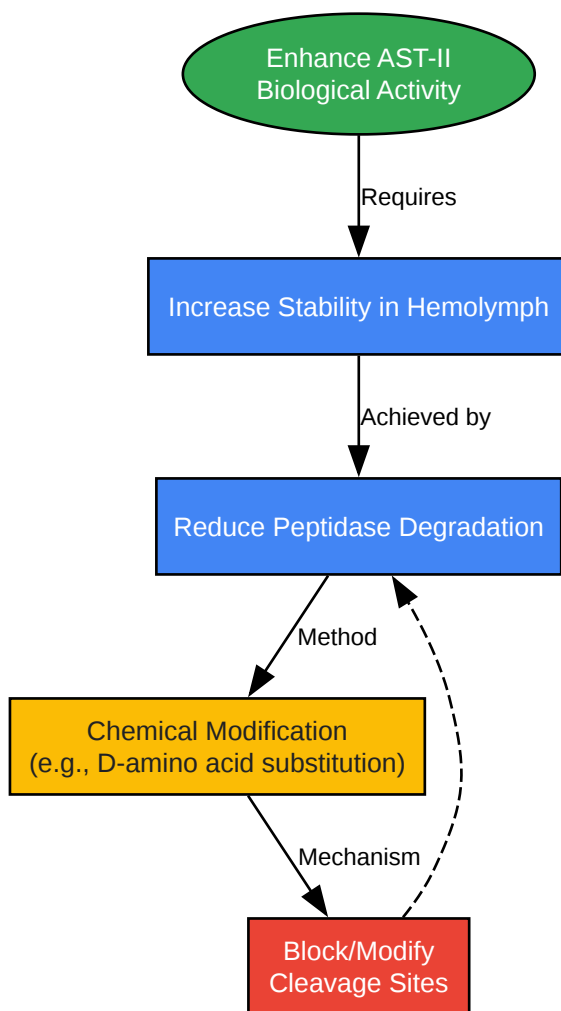 Enhance AST-II
Biological Activity
Requires
Increase Stability in Hemolymph
Achieved by
Reduce Peptidase Degradation
Method
Chemical Modification
(e.g., D-amino acid substitution)
Mechanism
Block/Modify
Cleavage Sites